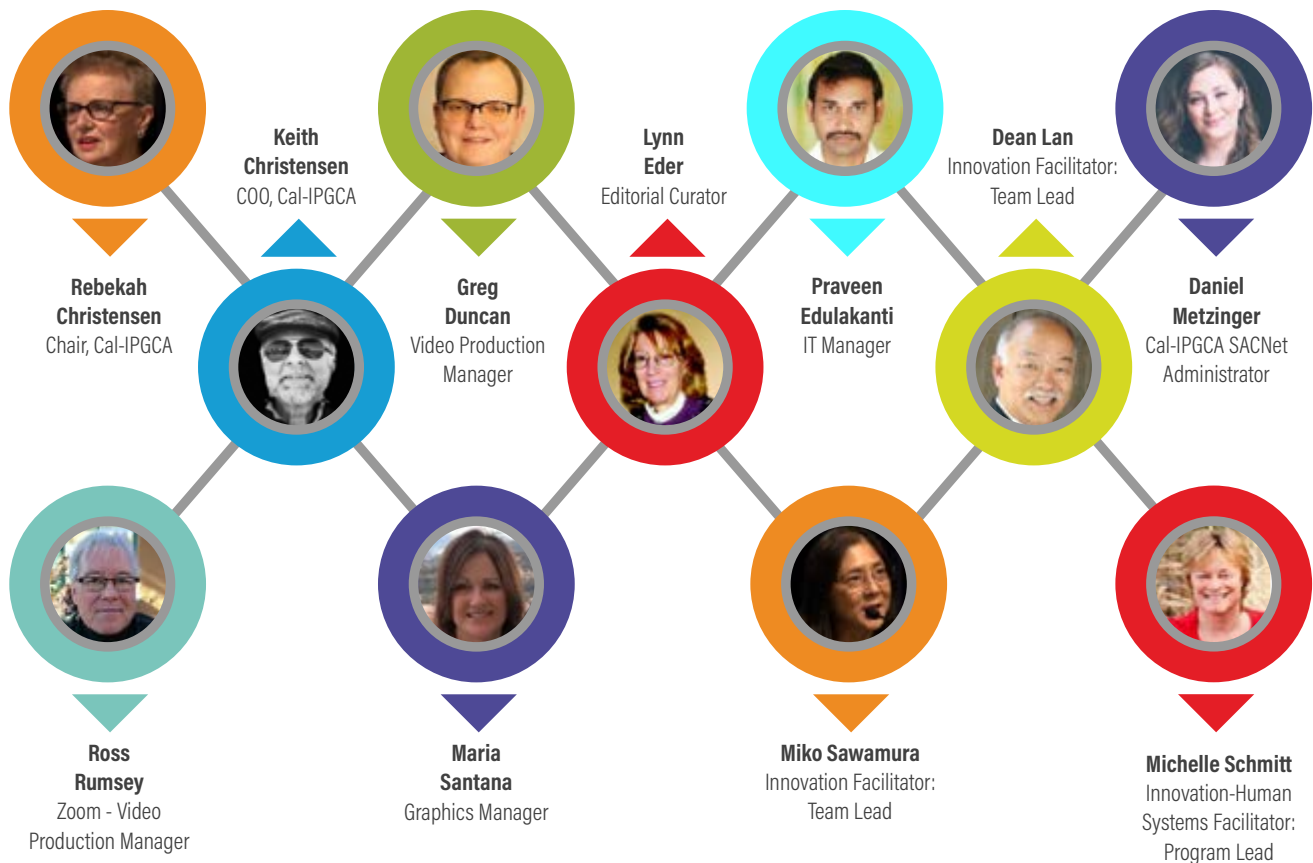 Keith
Christensen
COO, Cal-IPGCA
Lynn
Eder
Editorial Curator
Dean Lan
Innovation Facilitator:
Team Lead
Rebekah
Christensen
Chair, Cal-IPGCA
Greg
Duncan
Video Production
Manager
Praveen
Edulakanti
IT Manager
Daniel
Metzinger
Cal-IPGCA SACNet
Administrator
Ross
Rumsey
Zoom - Video
Production Manager
Maria
Santana
Graphics Manager
Miko Sawamura
Innovation Facilitator:
Team Lead
Michelle Schmitt
Innovation-Human
Systems Facilitator:
Program Lead